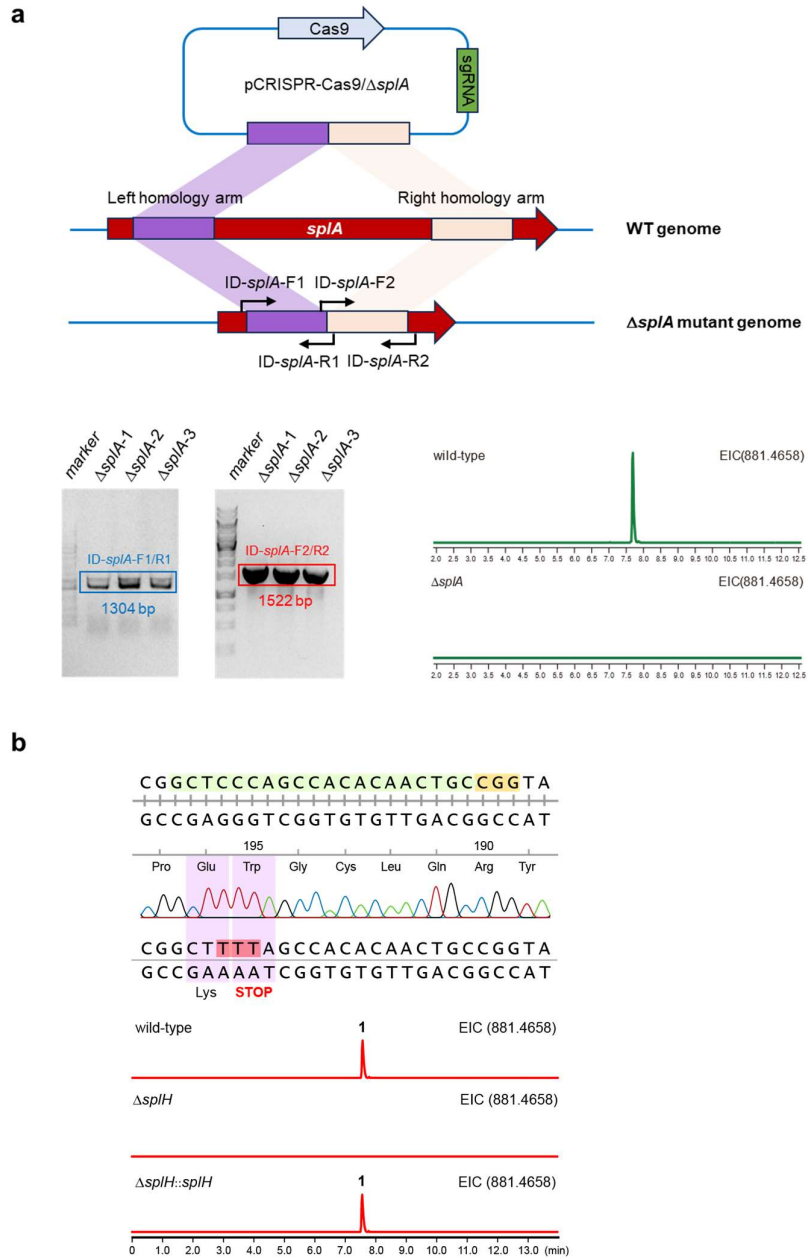 a
Cas9
sgRNA
pCRISPR-Cas9/ΔsplA
Left homology arm
Right homology arm
splA
WT genome
ID-splA-F1
ID-splA-F2
ΔsplA mutant genome
ID-splA-R1
ID-splA-R2
marker
ΔsplA-1
ΔsplA-2
ΔsplA-3
marker
ΔsplA-1
ΔsplA-2
ΔsplA-3
ID-splA-F1/R1
1304 bp
ID-splA-F2/R2
1522 bp
wild-type EIC(881.4658)
2.0 2.5 3.0 3.5 4.0 4.5 5.0 5.5 6.0 6.5 7.0 7.5 8.0 8.5 9.0 9.5 10.0 10.5 11.0 11.5 12.0 12.5
ΔsplA EIC(881.4658)
2.0 2.5 3.0 3.5 4.0 4.5 5.0 5.5 6.0 6.5 7.0 7.5 8.0 8.5 9.0 9.5 10.0 10.5 11.0 11.5 12.0 12.5
b
CGGCTCCCAGCCACACAACTGCCGGTA
GCCGAGGGTCGGTGTGTTGACGGCCAT
195 190
Pro Glu Trp Gly Cys Leu Gln Arg Tyr
CGGCTTTTAGCCACACAACTGCCGGTA
GCCGAAAATCGGTGTGTTGACGGCCAT
Lys STOP
wild-type 1 EIC (881.4658)
ΔsplH EIC (881.4658)
ΔsplH::splH 1 EIC (881.4658)
0 1.0 2.0 3.0 4.0 5.0 6.0 7.0 8.0 9.0 10.0 11.0 12.0 13.0 (min)